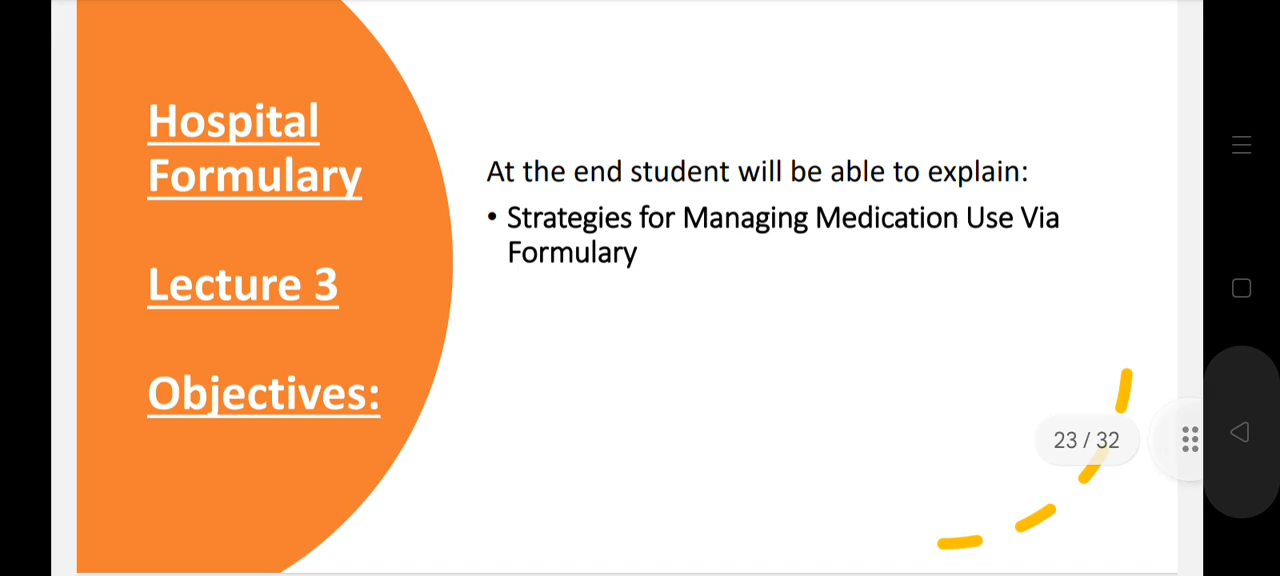 Hospital
Formulary
Lecture 3
Objectives:
At the end student will be able to explain:
• Strategies for Managing Medication Use Via
Formulary
23 / 32